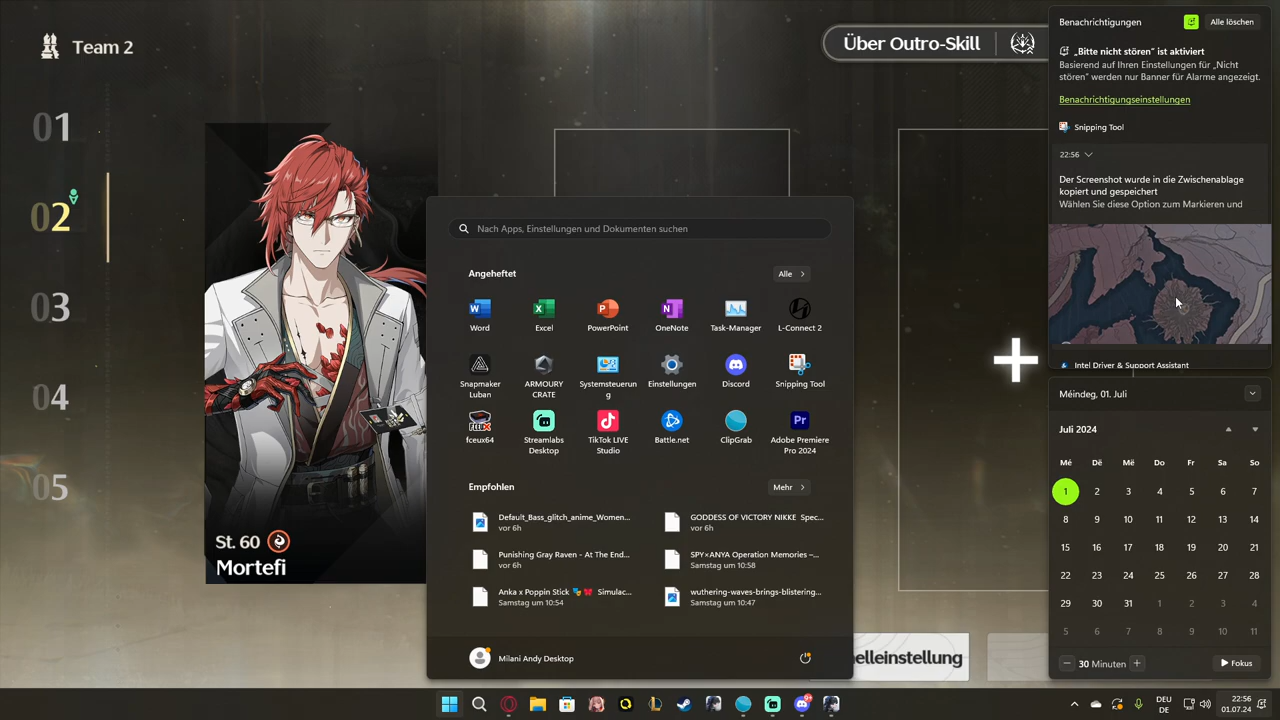 Team 2
01
02
03
04
05
St. 60
Mortefi
Über Outro-Skill
elleinstellung
Nach Apps, Einstellungen und Dokumenten suchen
Angeheftet
Alle
Word
Excel
PowerPoint
OneNote
Task-Manager
L-Connect 2
Snapmaker
Luban
ARMOURY
CRATE
Systemsteuerun
g
Einstellungen
Discord
Snipping Tool
fceux64
Streamlabs
Desktop
TikTok LIVE
Studio
Battle.net
ClipGrab
Adobe Premiere
Pro 2024
Empfohlen
Mehr
Default_Bass_glitch_anime_Women...
vor 6h
GODDESS OF VICTORY NIKKE Spec...
vor 6h
Punishing Gray Raven - At The End...
vor 6h
SPY×ANYA Operation Memories –...
Samstag um 10:58
Anka x Poppin Stick 🎭🦋 Simulac...
Samstag um 10:54
wuthering-waves-brings-blistering...
Samstag um 10:47
Milani Andy Desktop
Benachrichtigungen
Alle löschen
„Bitte nicht stören“ ist aktiviert
Basierend auf Ihren Einstellungen für „Nicht
stören“ werden nur Banner für Alarme angezeigt.
Benachrichtigungseinstellungen
Snipping Tool
22:56
Der Screenshot wurde in die Zwischenablage
kopiert und gespeichert
Wählen Sie diese Option zum Markieren und
Intel Driver & Support Assistant
Méindeg, 01. Juli
Juli 2024
Mé Dë Më Do Fr Sa So
1 2 3 4 5 6 7
8 9 10 11 12 13 14
15 16 17 18 19 20 21
22 23 24 25 26 27 28
29 30 31 1 2 3 4
5 6 7 8 9 10 11
30 Minuten
Fokus
DEU
DE
22:56
01.07.24